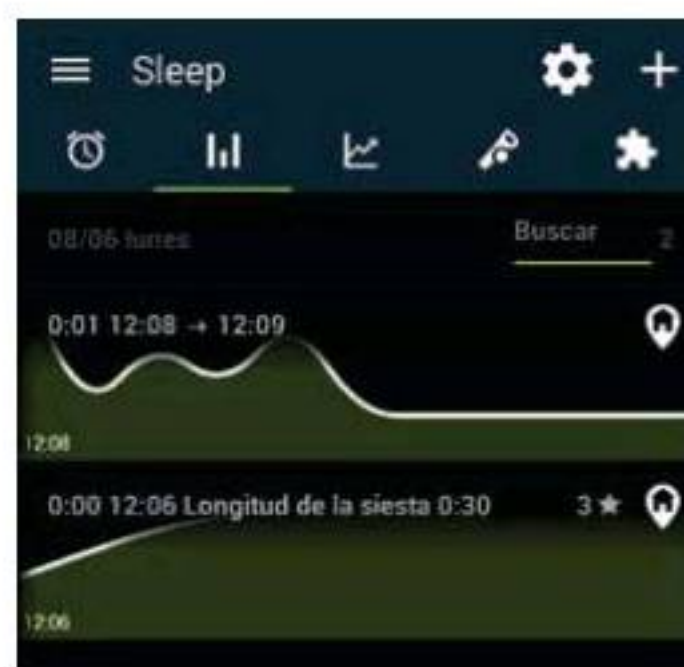 Sleep
08/06 lunes
Buscar
2
0:01 12:08 → 12:09
12:08
0:00 12:06 Longitud de la siesta 0:30
3 ★
12:06